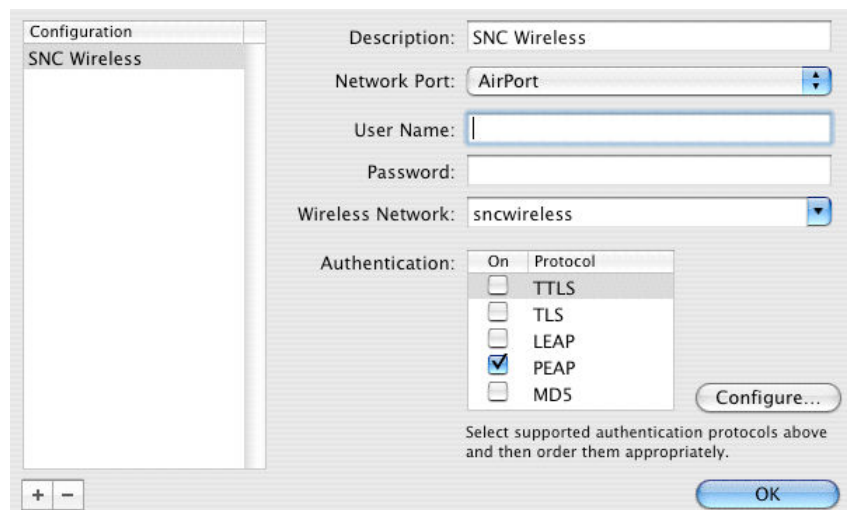 Configuration
SNC Wireless
Description: SNC Wireless
Network Port: AirPort
User Name:
Password:
Wireless Network: sncwireless
Authentication: On Protocol
TTLS
TLS
LEAP
PEAP
MD5
Configure...
Select supported authentication protocols above
and then order them appropriately.
+ −
OK